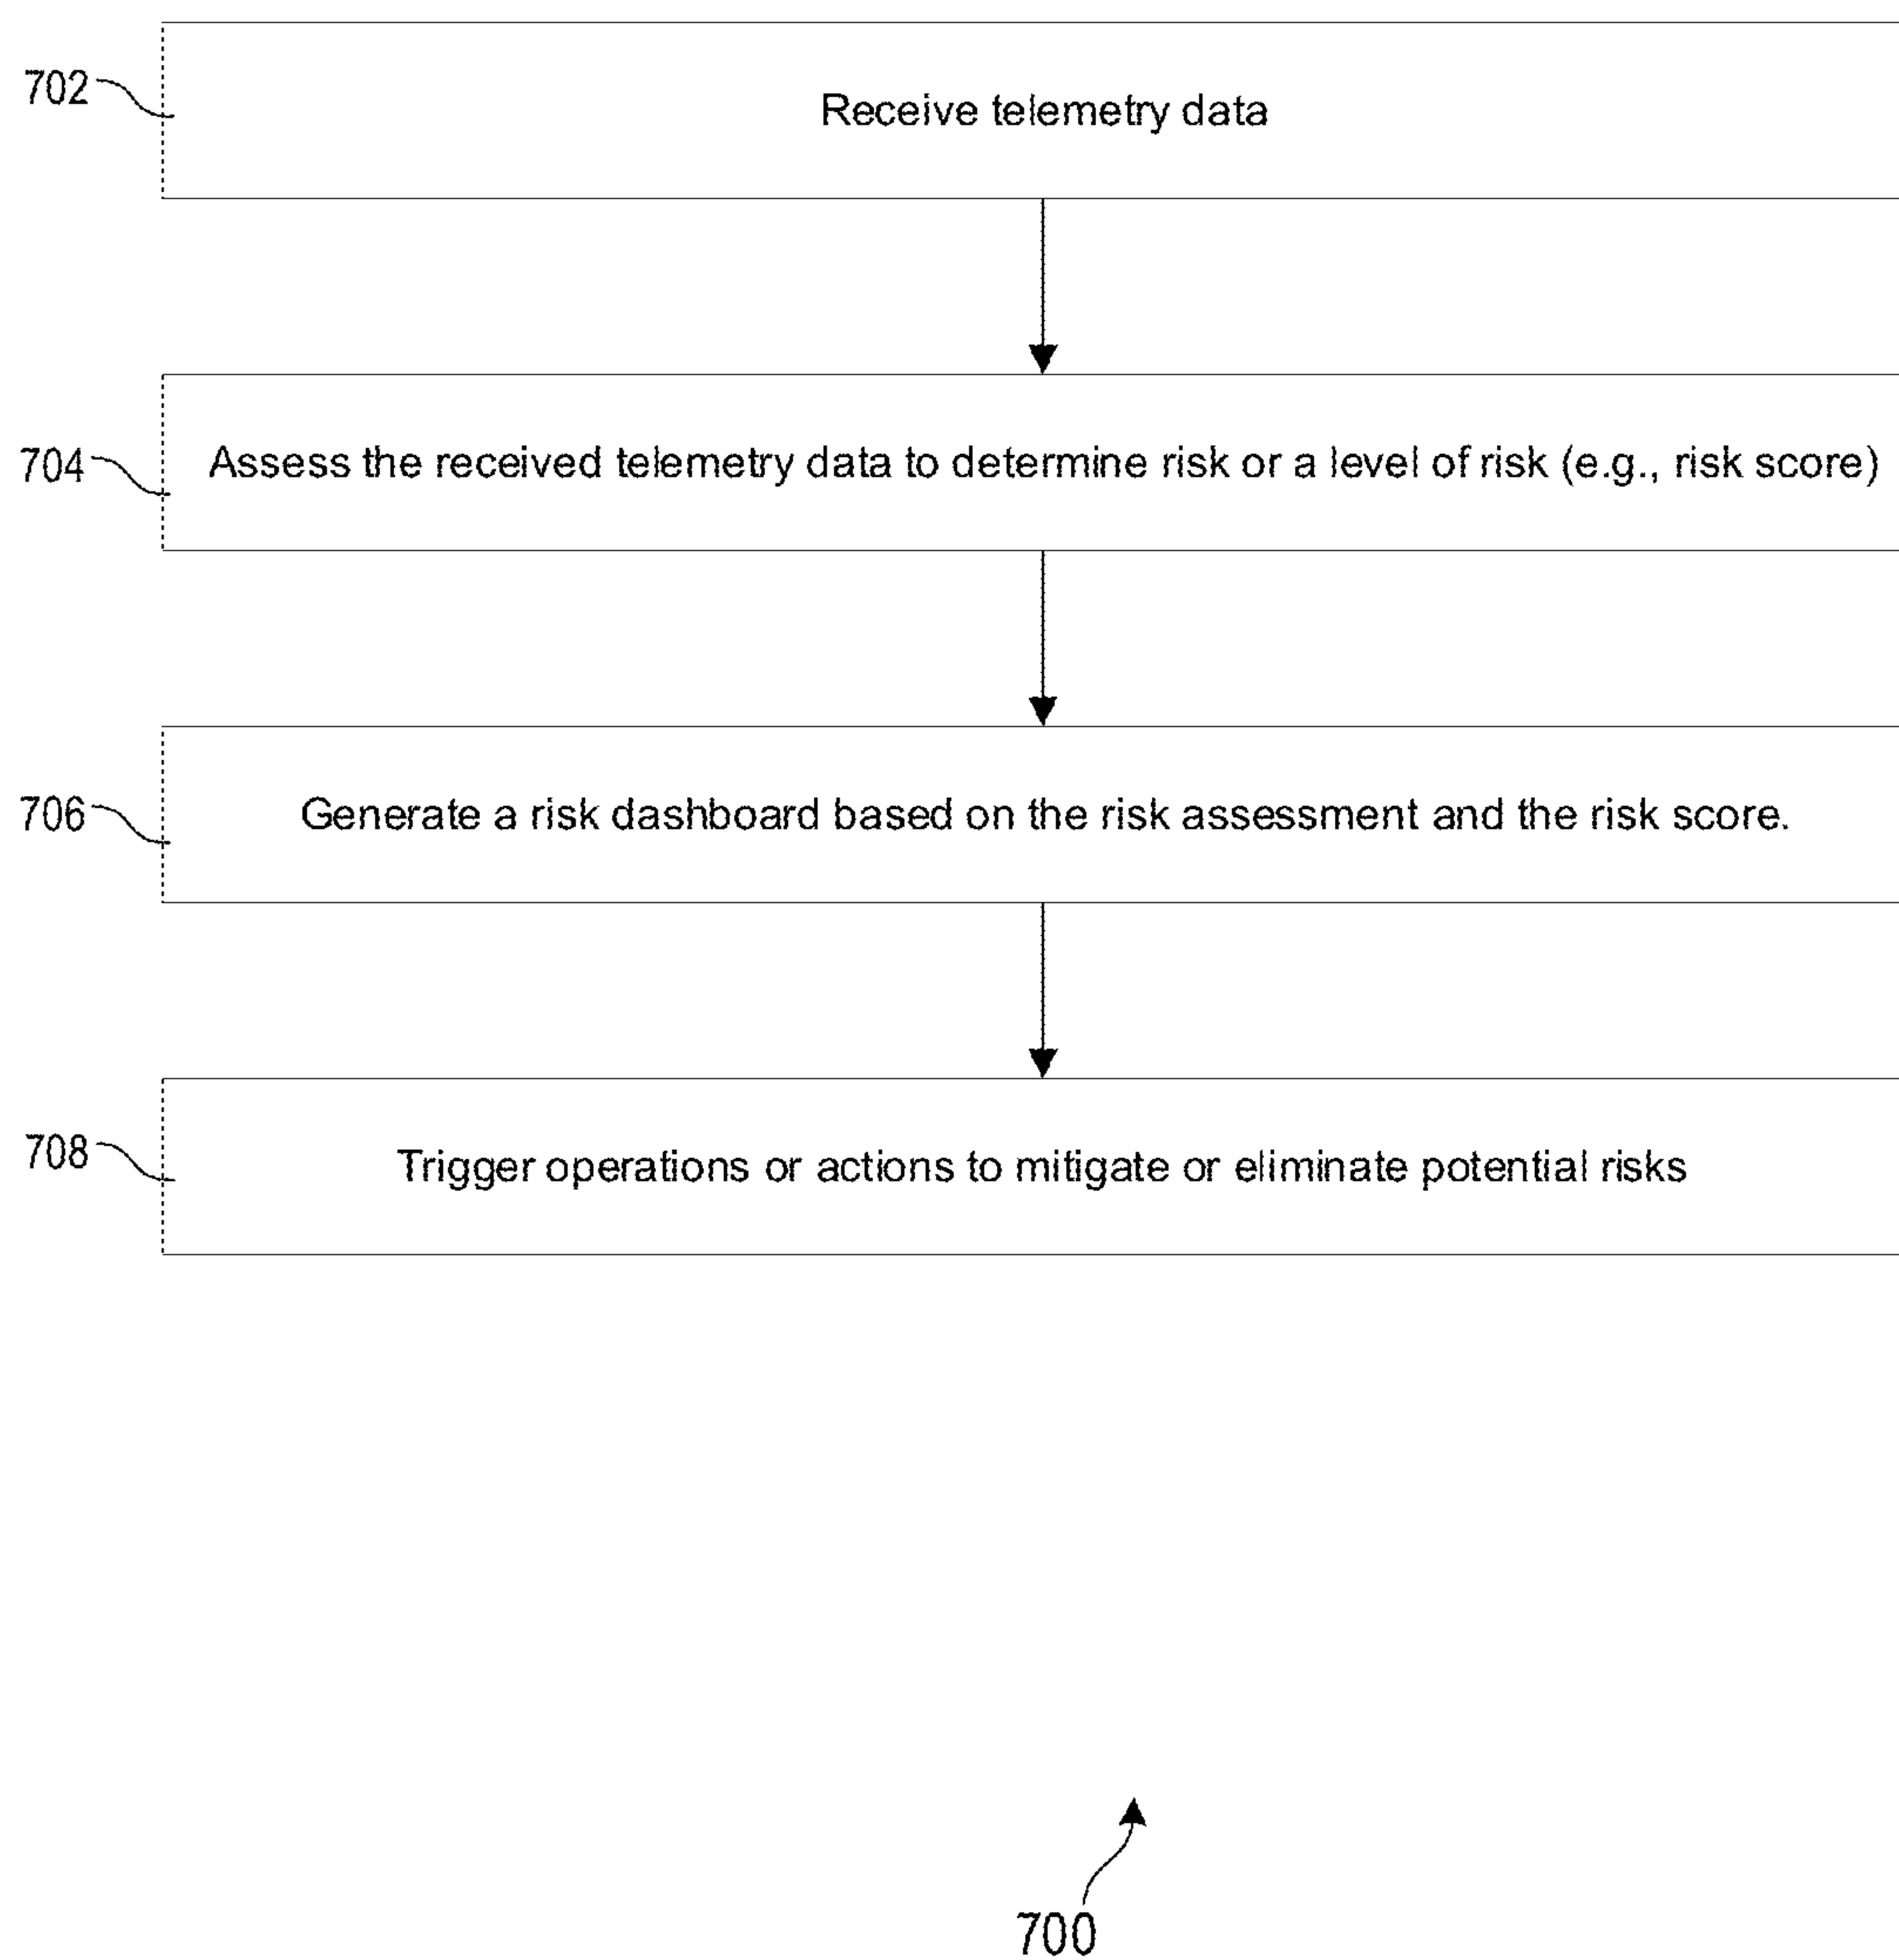 702
Receive telemetry data
704
Assess the received telemetry data to determine risk or a level of risk (e.g., risk score)
706
Generate a risk dashboard based on the risk assessment and the risk score.
708
Trigger operations or actions to mitigate or eliminate potential risks
700